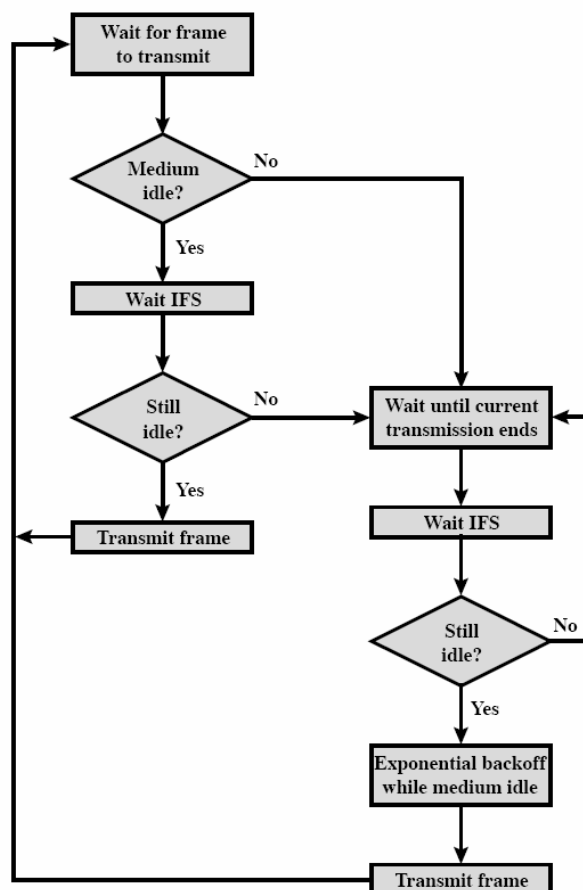 Wait for frame
to transmit
Medium
idle?
No
Yes
Wait IFS
Still
idle?
No
Yes
Transmit frame
Wait until current
transmission ends
Wait IFS
Still
idle?
No
Yes
Exponential backoff
while medium idle
Transmit frame